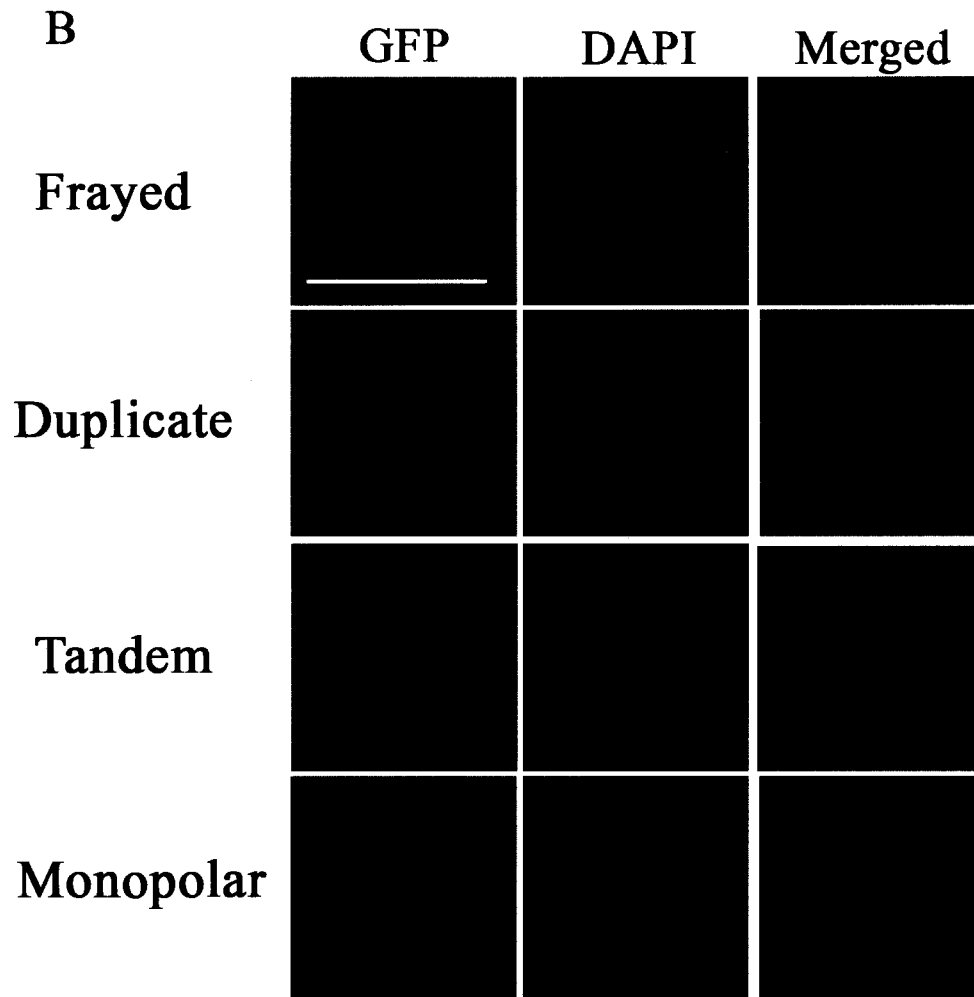 B
GFP DAPI Merged
Frayed
Duplicate
Tandem
Monopolar